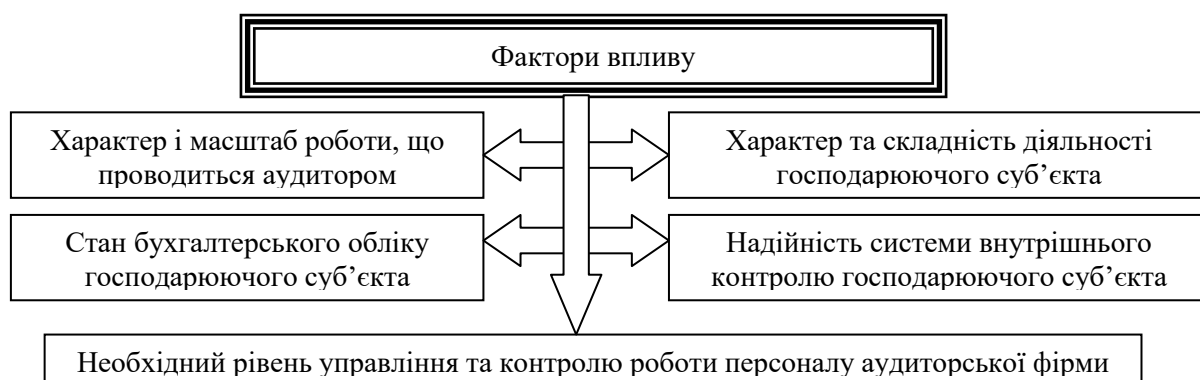 Фактори впливу
Характер і масштаб роботи, що
проводиться аудитором
Характер та складність діяльності
господарюючого суб’єкта
Стан бухгалтерського обліку
господарюючого суб’єкта
Надійність системи внутрішнього
контролю господарюючого суб’єкта
Необхідний рівень управління та контролю роботи персоналу аудиторської фірми